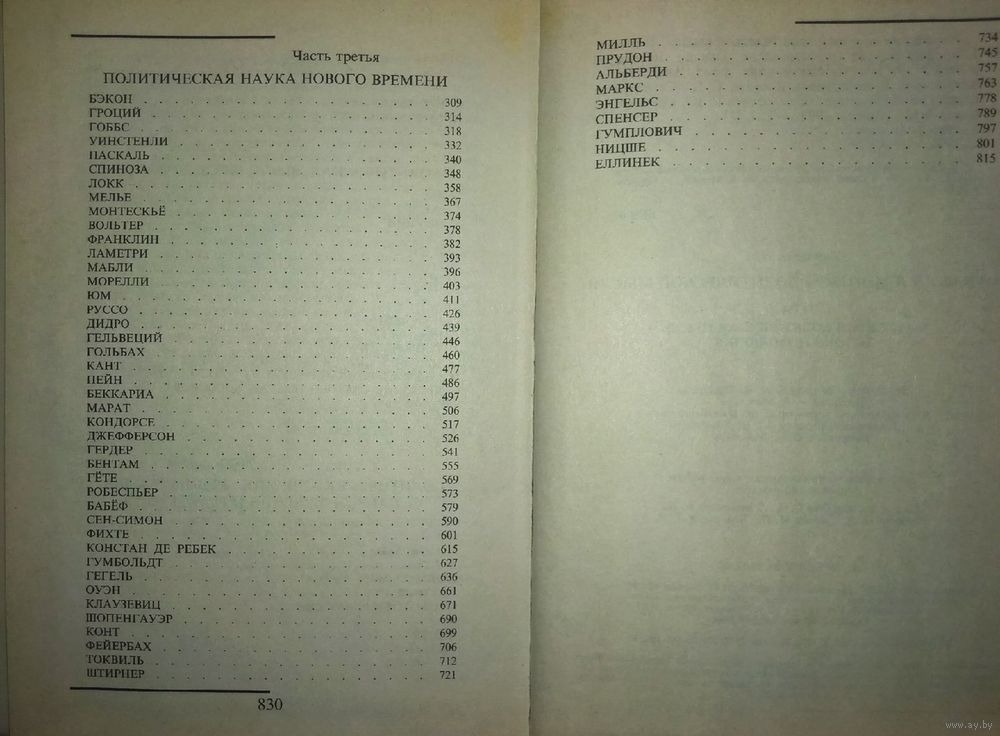 Часть третья
ПОЛИТИЧЕСКАЯ НАУКА НОВОГО ВРЕМЕНИ
БЭКОН . . . . . . . . . . . . . . . . 309
ГРОЦИЙ . . . . . . . . . . . . . . . . 314
ГОББС . . . . . . . . . . . . . . . . 318
УИНСТЕНЛИ . . . . . . . . . . . . . . . . 332
ПАСКАЛЬ . . . . . . . . . . . . . . . . 340
СПИНОЗА . . . . . . . . . . . . . . . . 348
ЛОКК . . . . . . . . . . . . . . . . 358
МЕЛЬЕ . . . . . . . . . . . . . . . . 367
МОНТЕСКЬЁ . . . . . . . . . . . . . . . . 374
ВОЛЬТЕР . . . . . . . . . . . . . . . . 378
ФРАНКЛИН . . . . . . . . . . . . . . . . 382
ЛАМЕТРИ . . . . . . . . . . . . . . . . 393
МАБЛИ . . . . . . . . . . . . . . . . 396
МОРЕЛЛИ . . . . . . . . . . . . . . . . 403
ЮМ . . . . . . . . . . . . . . . . 411
РУССО . . . . . . . . . . . . . . . . 426
ДИДРО . . . . . . . . . . . . . . . . 439
ГЕЛЬВЕЦИЙ . . . . . . . . . . . . . . . . 446
ГОЛЬБАХ . . . . . . . . . . . . . . . . 460
КАНТ . . . . . . . . . . . . . . . . 477
ПЕЙН . . . . . . . . . . . . . . . . 486
БЕККАРИА . . . . . . . . . . . . . . . . 497
МАРАТ . . . . . . . . . . . . . . . . 506
КОНДОРСЕ . . . . . . . . . . . . . . . . 517
ДЖЕФФЕРСОН . . . . . . . . . . . . . . . . 526
ГЕРДЕР . . . . . . . . . . . . . . . . 541
БЕНТАМ . . . . . . . . . . . . . . . . 555
ГЁТЕ . . . . . . . . . . . . . . . . 569
РОБЕСПЬЕР . . . . . . . . . . . . . . . . 573
БАБЁФ . . . . . . . . . . . . . . . . 579
СЕН-СИМОН . . . . . . . . . . . . . . . . 590
ФИХТЕ . . . . . . . . . . . . . . . . 601
КОНСТАН ДЕ РЕБЕК . . . . . . . . . . . . 615
ГУМБОЛЬДТ . . . . . . . . . . . . . . . . 627
ГЕГЕЛЬ . . . . . . . . . . . . . . . . 636
ОУЭН . . . . . . . . . . . . . . . . 661
КЛАУЗЕВИЦ . . . . . . . . . . . . . . . . 671
ШОПЕНГАУЭР . . . . . . . . . . . . . . . . 690
КОНТ . . . . . . . . . . . . . . . . 699
ФЕЙЕРБАХ . . . . . . . . . . . . . . . . 706
ТОКВИЛЬ . . . . . . . . . . . . . . . . 712
ШТИРНЕР . . . . . . . . . . . . . . . . 721
830
МИЛЛЬ . . . . . . . . . . . . . . . . 734
ПРУДОН . . . . . . . . . . . . . . . . 745
АЛЬБЕРДИ . . . . . . . . . . . . . . . . 757
МАРКС . . . . . . . . . . . . . . . . 763
ЭНГЕЛЬС . . . . . . . . . . . . . . . . 778
СПЕНСЕР . . . . . . . . . . . . . . . . 789
ГУМПЛОВИЧ . . . . . . . . . . . . . . . . 797
НИЦШЕ . . . . . . . . . . . . . . . . 801
ЕЛЛИНЕК . . . . . . . . . . . . . . . . 815
www.ay.by